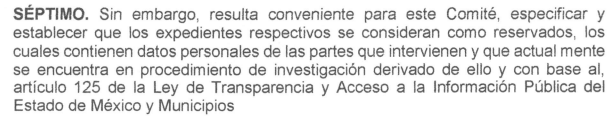 SÉPTIMO. Sin embargo, resulta conveniente para este Comité, especificar y
establecer que los expedientes respectivos se consideran como reservados, los
cuales contienen datos personales de las partes que intervienen y que actual mente
se encuentra en procedimiento de investigación derivado de ello y con base al,
artículo 125 de la Ley de Transparencia y Acceso a la Información Pública del
Estado de México y Municipios